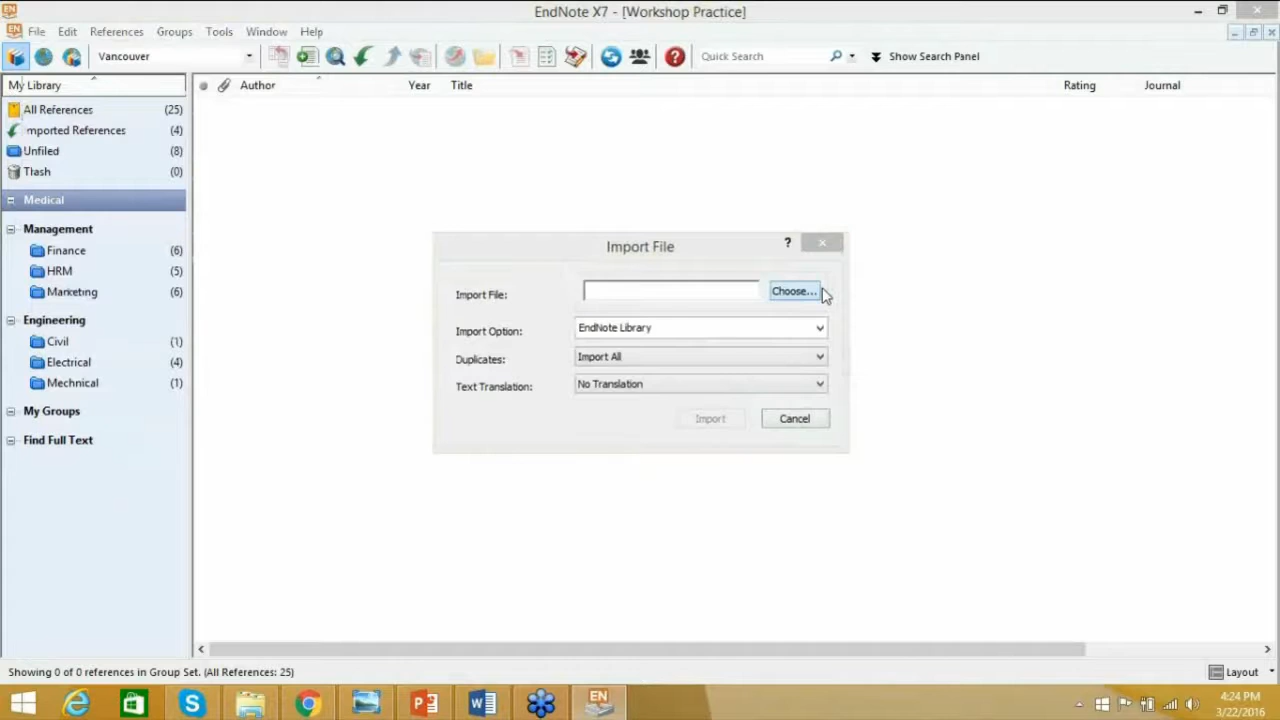 EN
EndNote X7 - [Workshop Practice]
EN File Edit References Groups Tools Window Help
Vancouver
Quick Search
Show Search Panel
My Library
Author Year Title Rating Journal
All References (25)
mported References (4)
Unfiled (8)
Trash (0)
Medical
Management
Finance (6)
HRM (5)
Marketing (6)
Engineering
Civil (1)
Electrical (4)
Mechnical (1)
My Groups
Find Full Text
Import File
Import File: Choose...
Import Option: EndNote Library
Duplicates: Import All
Text Translation: No Translation
Import Cancel
Showing 0 of 0 references in Group Set. (All References: 25)
Layout
EN
4:24 PM
3/22/2016